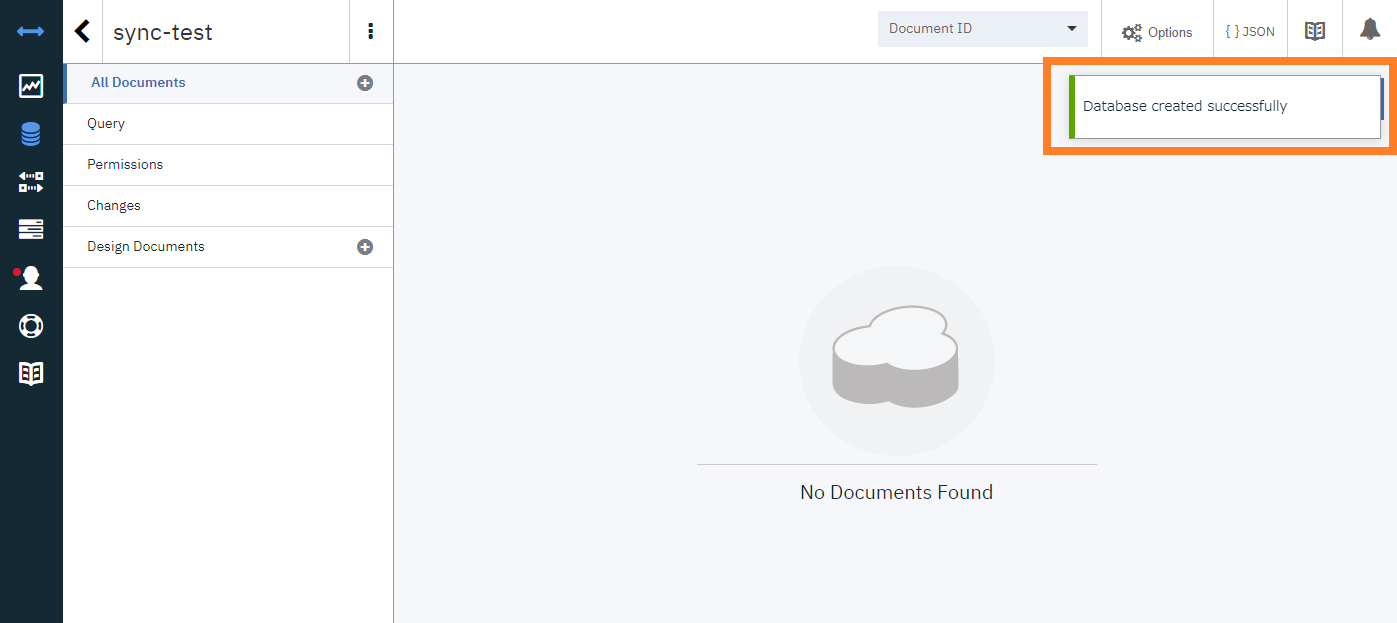 sync-test
Document ID
Options
{ } JSON
All Documents
Query
Permissions
Changes
Design Documents
Database created successfully
No Documents Found